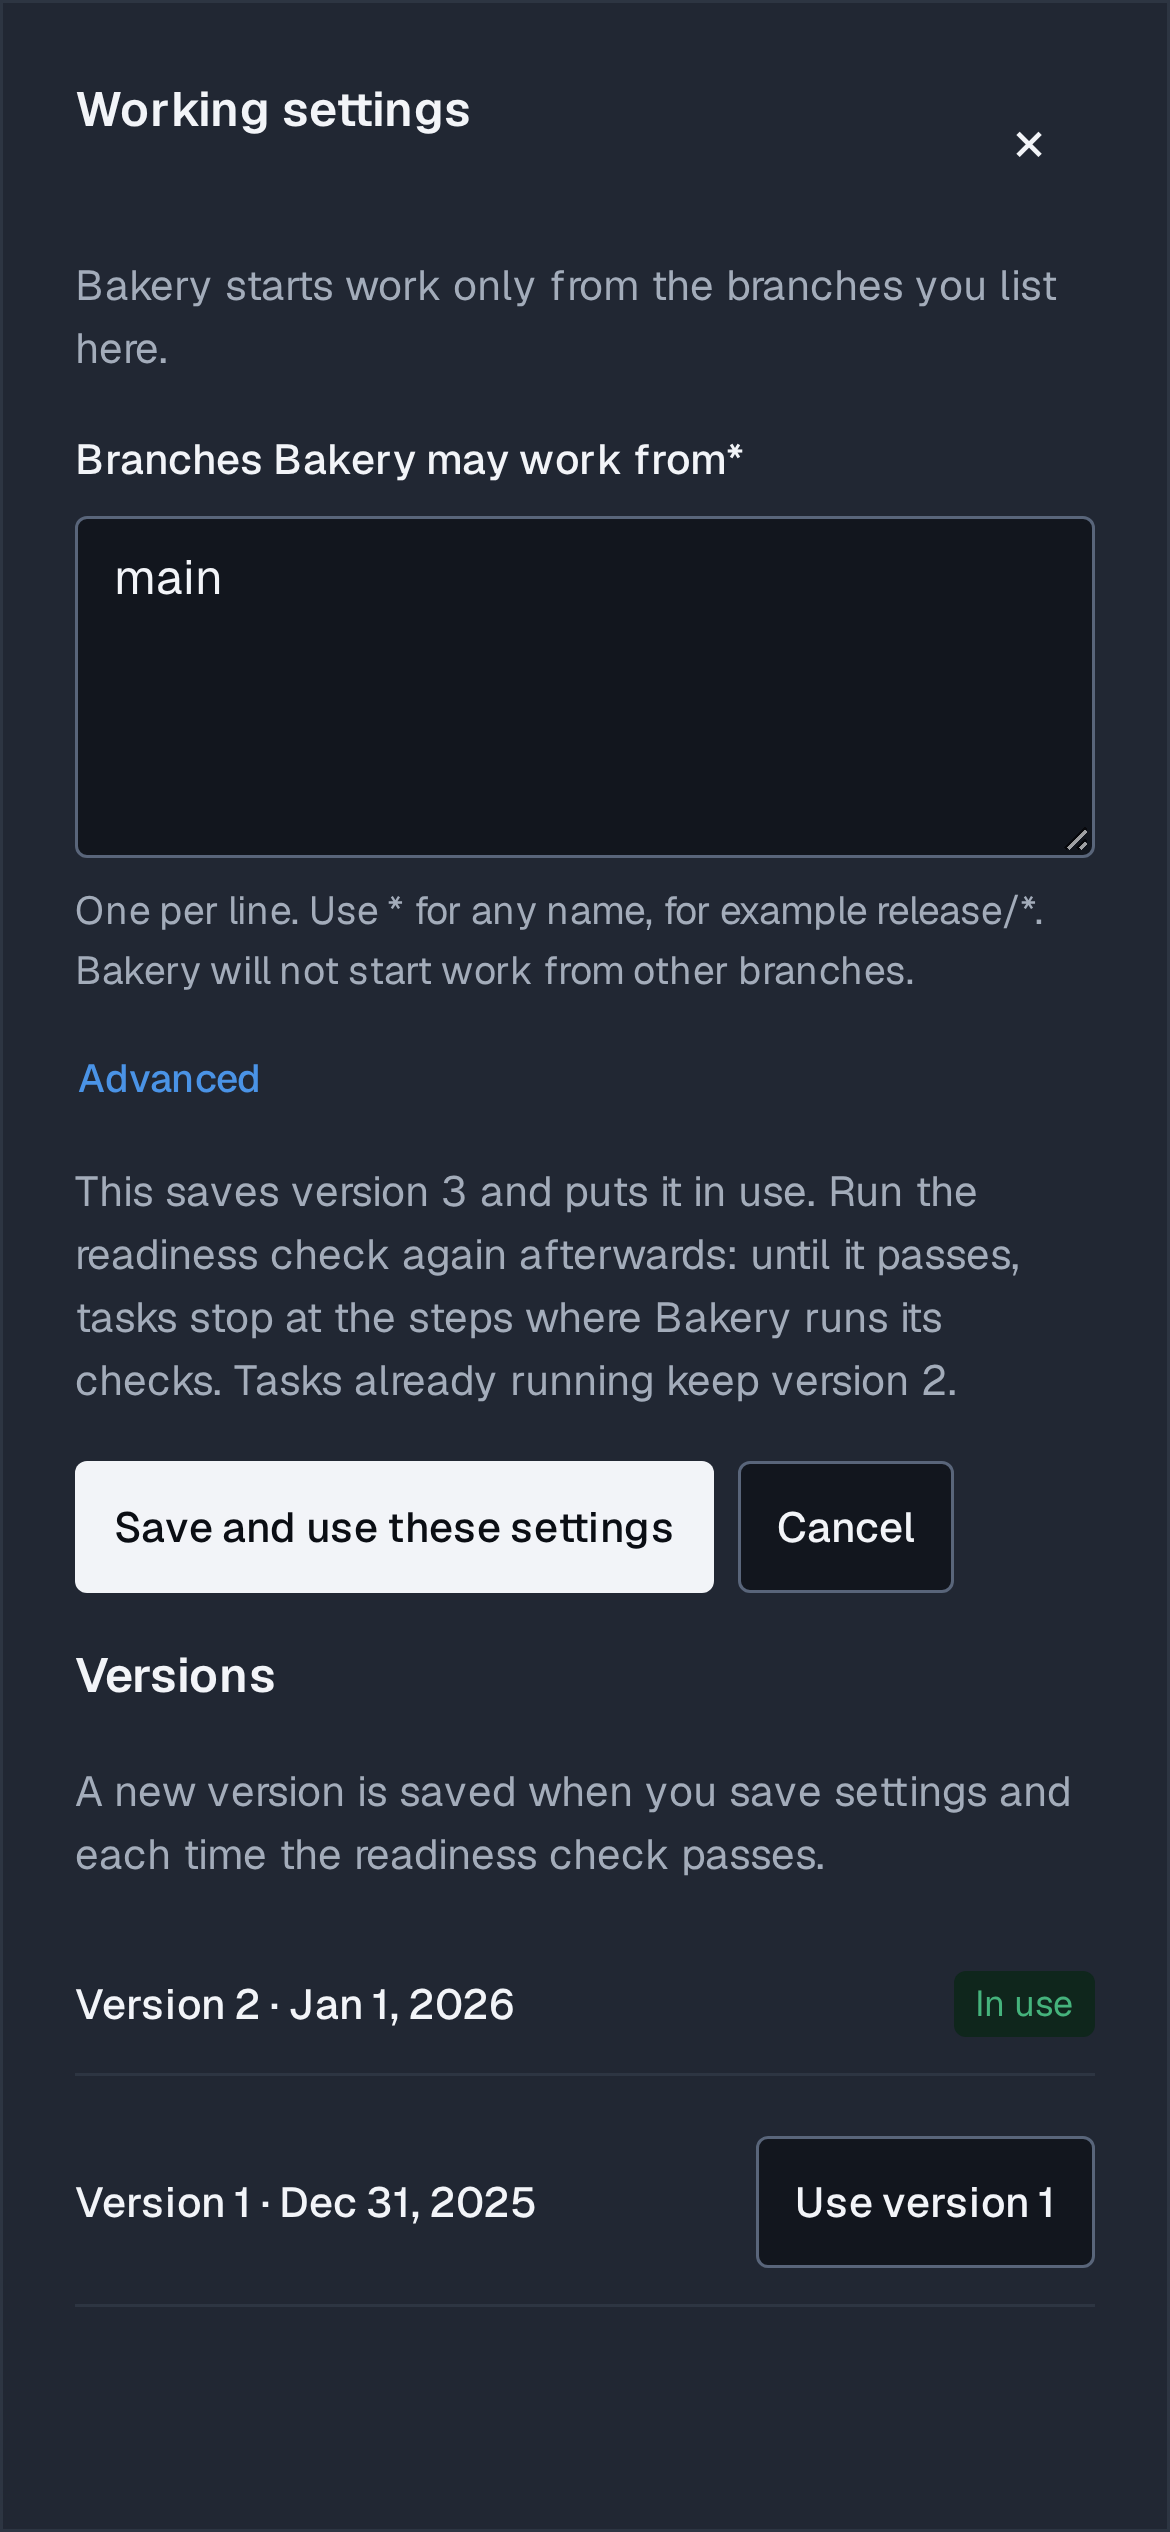 Working settings
Bakery starts work only from the branches you list
here.
Branches Bakery may work from*
main
One per line. Use * for any name, for example release/*.
Bakery will not start work from other branches.
Advanced
This saves version 3 and puts it in use. Run the
readiness check again afterwards: until it passes,
tasks stop at the steps where Bakery runs its
checks. Tasks already running keep version 2.
Save and use these settings
Cancel
Versions
A new version is saved when you save settings and
each time the readiness check passes.
Version 2 · Jan 1, 2026
In use
Version 1 · Dec 31, 2025
Use version 1